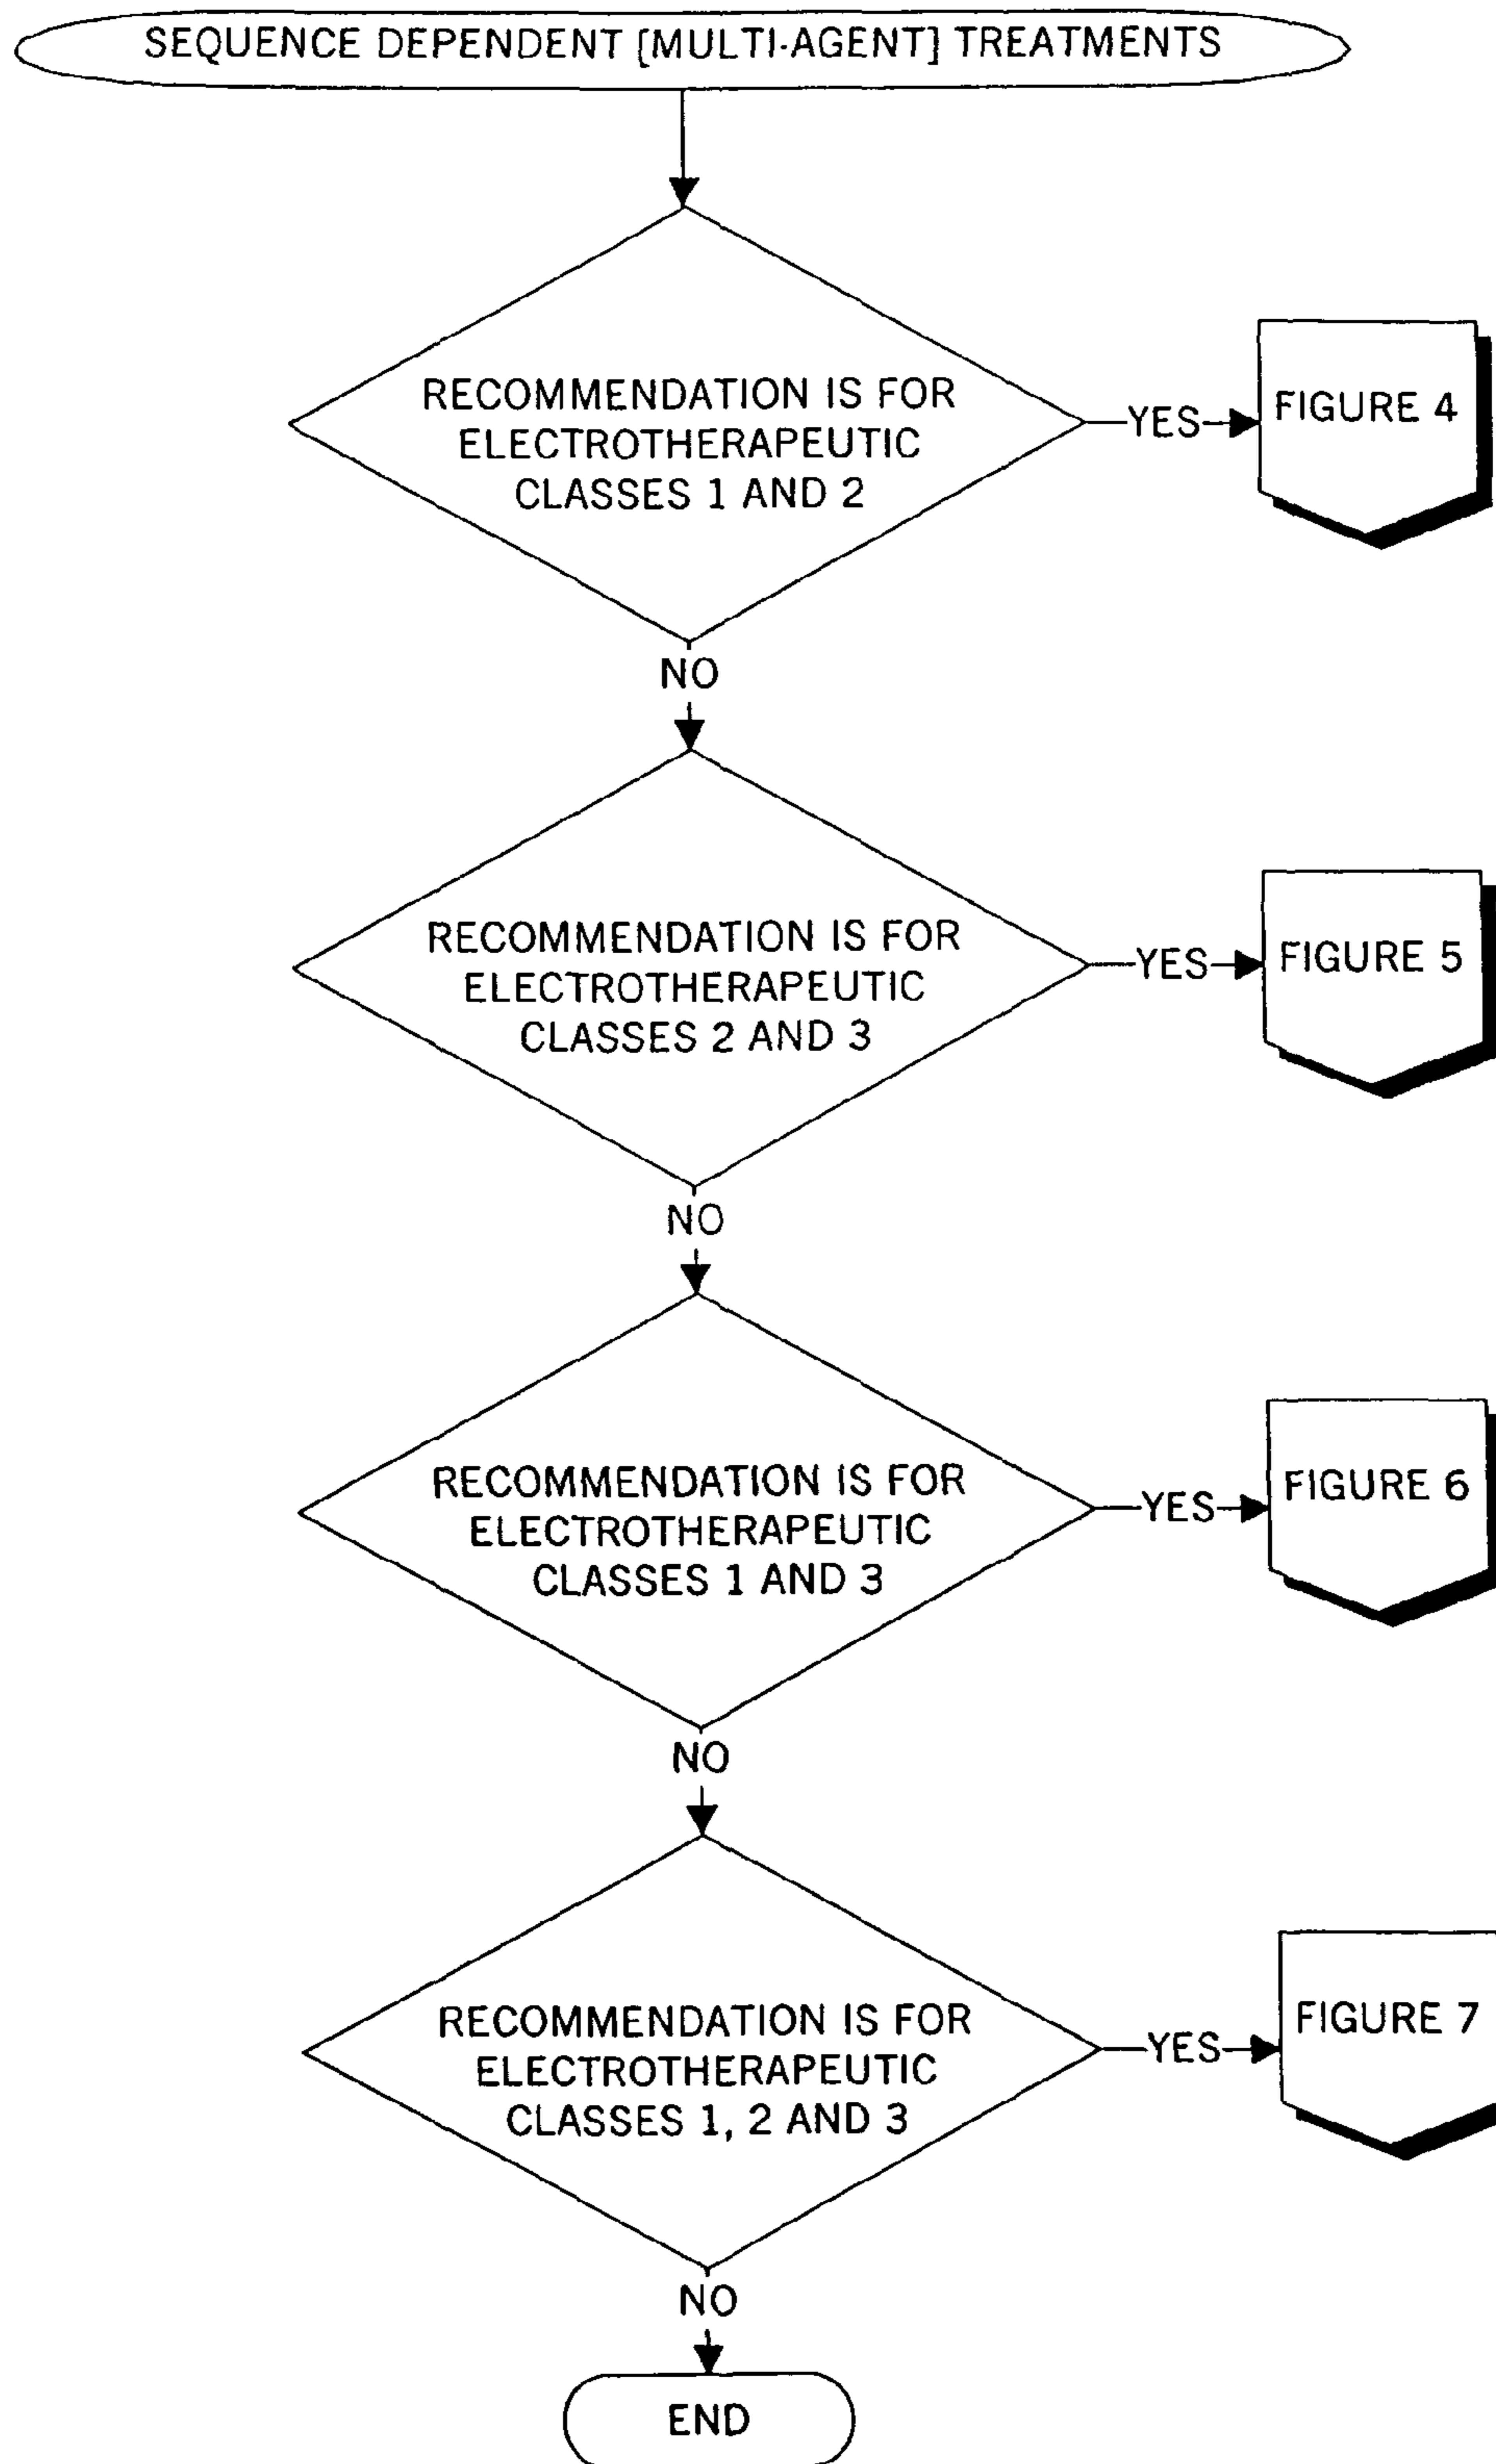 SEQUENCE DEPENDENT [MULTI-AGENT] TREATMENTS
RECOMMENDATION IS FOR
ELECTROTHERAPEUTIC
CLASSES 1 AND 2
YES
FIGURE 4
NO
RECOMMENDATION IS FOR
ELECTROTHERAPEUTIC
CLASSES 2 AND 3
YES
FIGURE 5
NO
RECOMMENDATION IS FOR
ELECTROTHERAPEUTIC
CLASSES 1 AND 3
YES
FIGURE 6
NO
RECOMMENDATION IS FOR
ELECTROTHERAPEUTIC
CLASSES 1, 2 AND 3
YES
FIGURE 7
NO
END